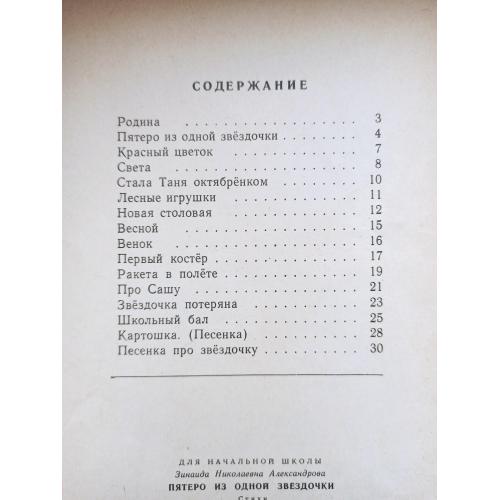 СОДЕРЖАНИЕ
Родина . . . . . . . . . . . . . . . 3
Пятеро из одной звёздочки . . . . . . . . 4
Красный цветок . . . . . . . . . . . 7
Света . . . . . . . . . . . . . . . 8
Стала Таня октябрёнком . . . . . . . . 10
Лесные игрушки . . . . . . . . . . . 11
Новая столовая . . . . . . . . . . . 12
Весной . . . . . . . . . . . . . . 15
Венок . . . . . . . . . . . . . . 16
Первый костёр . . . . . . . . . . . 17
Ракета в полёте . . . . . . . . . . . 19
Про Сашу . . . . . . . . . . . . . 21
Звёздочка потеряна . . . . . . . . . 23
Школьный бал . . . . . . . . . . . 25
Картошка. (Песенка) . . . . . . . . . 28
Песенка про звёздочку . . . . . . . . . 30
ДЛЯ НАЧАЛЬНОЙ ШКОЛЫ
Зинаида Николаевна Александрова
ПЯТЕРО ИЗ ОДНОЙ ЗВЕЗДОЧКИ
Стихи